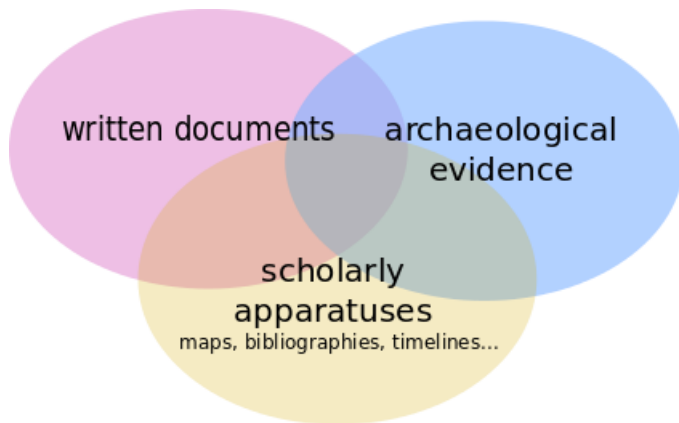 written documents
archaeological
evidence
scholarly
apparatuses
maps, bibliographies, timelines...